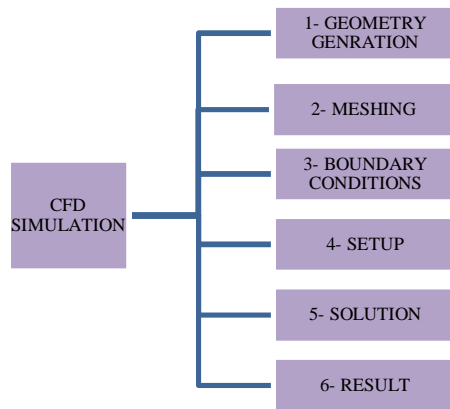 1- GEOMETRY
GENRATION
2- MESHING
3- BOUNDARY
CONDITIONS
CFD
SIMULATION
4- SETUP
5- SOLUTION
6- RESULT